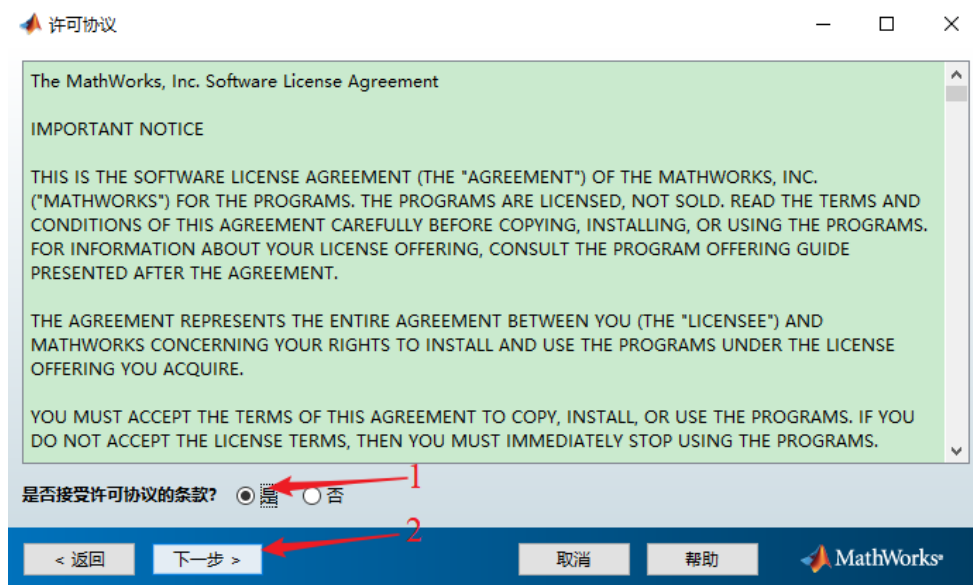 许可协议
The MathWorks, Inc. Software License Agreement
IMPORTANT NOTICE
THIS IS THE SOFTWARE LICENSE AGREEMENT (THE "AGREEMENT") OF THE MATHWORKS, INC.
("MATHWORKS") FOR THE PROGRAMS. THE PROGRAMS ARE LICENSED, NOT SOLD. READ THE TERMS AND
CONDITIONS OF THIS AGREEMENT CAREFULLY BEFORE COPYING, INSTALLING, OR USING THE PROGRAMS.
FOR INFORMATION ABOUT YOUR LICENSE OFFERING, CONSULT THE PROGRAM OFFERING GUIDE
PRESENTED AFTER THE AGREEMENT.
THE AGREEMENT REPRESENTS THE ENTIRE AGREEMENT BETWEEN YOU (THE "LICENSEE") AND
MATHWORKS CONCERNING YOUR RIGHTS TO INSTALL AND USE THE PROGRAMS UNDER THE LICENSE
OFFERING YOU ACQUIRE.
YOU MUST ACCEPT THE TERMS OF THIS AGREEMENT TO COPY, INSTALL, OR USE THE PROGRAMS. IF YOU
DO NOT ACCEPT THE LICENSE TERMS, THEN YOU MUST IMMEDIATELY STOP USING THE PROGRAMS.
是否接受许可协议的条款? 是 否 1
2
< 返回 下一步 > 取消 帮助 MathWorks®